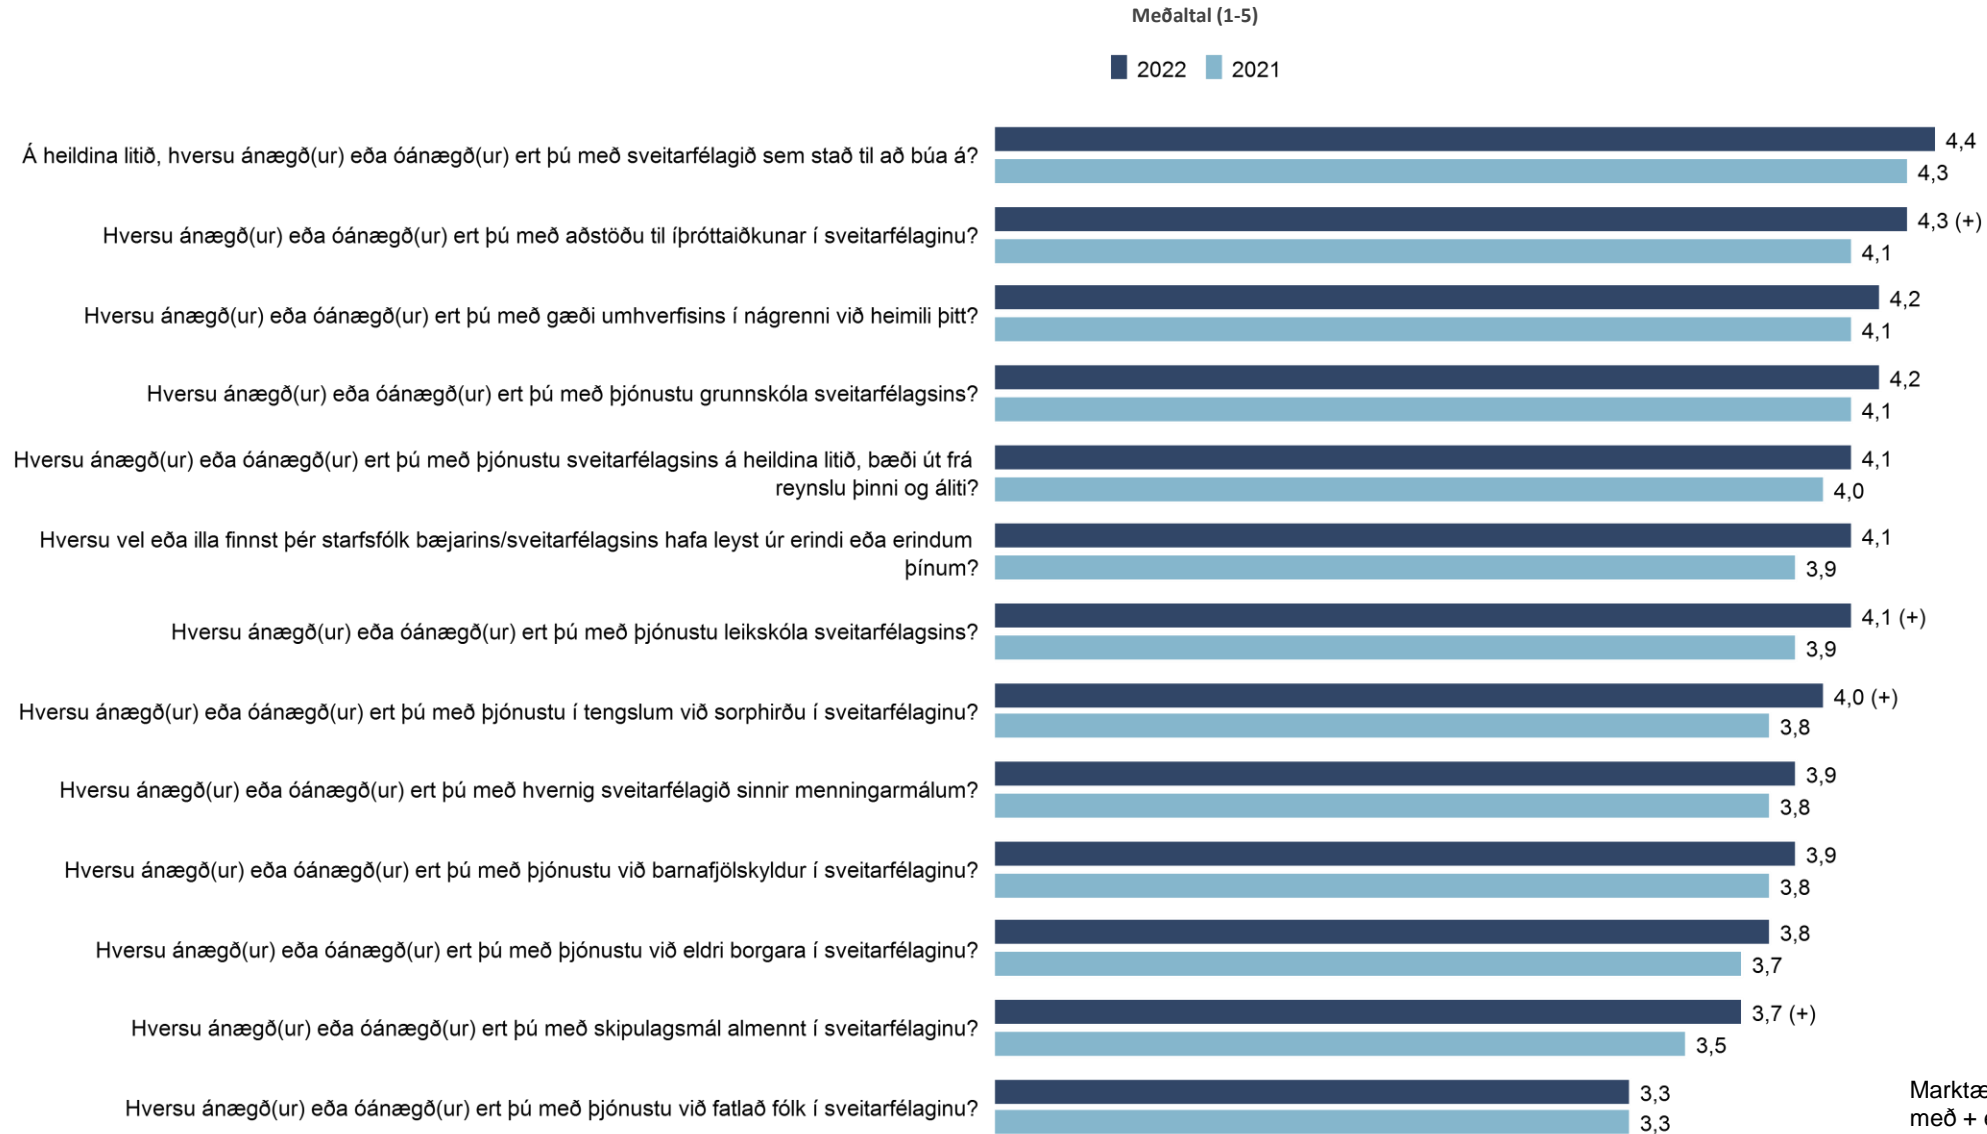 Meðaltal (1-5)
2022 2021
Á heildina litið, hversu ánægð(ur) eða óánægð(ur) ert þú með sveitarfélagið sem stað til að búa á?
4,4
4,3
Hversu ánægð(ur) eða óánægð(ur) ert þú með aðstöðu til íþróttaiðkunar í sveitarfélaginu?
4,3 (+)
4,1
Hversu ánægð(ur) eða óánægð(ur) ert þú með gæði umhverfisins í nágrenni við heimili þitt?
4,2
4,1
Hversu ánægð(ur) eða óánægð(ur) ert þú með þjónustu grunnskóla sveitarfélagsins?
4,2
4,1
Hversu ánægð(ur) eða óánægð(ur) ert þú með þjónustu sveitarfélagsins á heildina litið, bæði út frá
reynslu þinni og áliti?
4,1
4,0
Hversu vel eða illa finnst þér starfsfólk bæjarins/sveitarfélagsins hafa leyst úr erindi eða erindum
þínum?
4,1
3,9
Hversu ánægð(ur) eða óánægð(ur) ert þú með þjónustu leikskóla sveitarfélagsins?
4,1 (+)
3,9
Hversu ánægð(ur) eða óánægð(ur) ert þú með þjónustu í tengslum við sorphirðu í sveitarfélaginu?
4,0 (+)
3,8
Hversu ánægð(ur) eða óánægð(ur) ert þú með hvernig sveitarfélagið sinnir menningarmálum?
3,9
3,8
Hversu ánægð(ur) eða óánægð(ur) ert þú með þjónustu við barnafjölskyldur í sveitarfélaginu?
3,9
3,8
Hversu ánægð(ur) eða óánægð(ur) ert þú með þjónustu við eldri borgara í sveitarfélaginu?
3,8
3,7
Hversu ánægð(ur) eða óánægð(ur) ert þú með skipulagsmál almennt í sveitarfélaginu?
3,7 (+)
3,5
Hversu ánægð(ur) eða óánægð(ur) ert þú með þjónustu við fatlað fólk í sveitarfélaginu?
3,3
3,3
með +